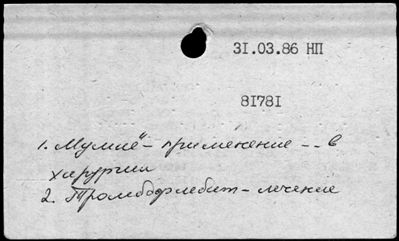 31.03.86 НП
81781
1. Мумиё - применение -- в
хирургии
2. Тромбофлебит - лечение